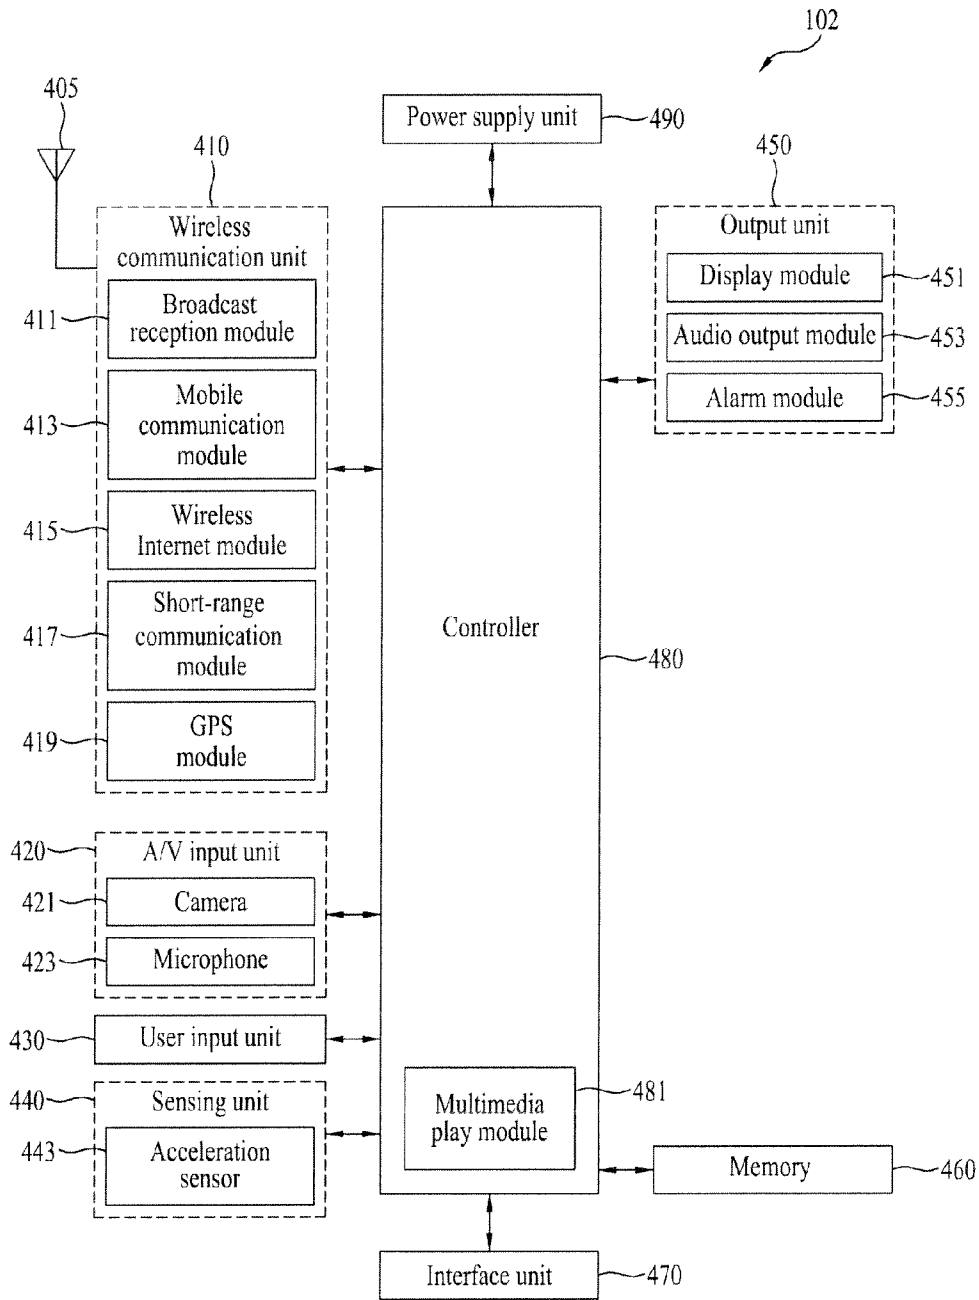 102
405
Power supply unit
490
410
450
Wireless
communication unit
Output unit
Display module
451
411
Broadcast
reception module
Audio output module
453
413
Mobile
communication
module
Alarm module
455
415
Wireless
Internet module
417
Short-range
communication
module
Controller
480
419
GPS
module
420
A/V input unit
421
Camera
423
Microphone
430
User input unit
440
Sensing unit
443
Acceleration
sensor
Multimedia
play module
481
Memory
460
Interface unit
470